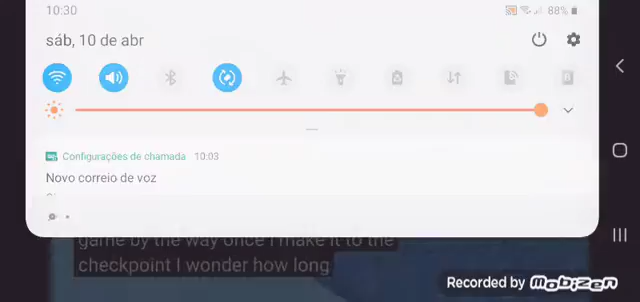 10:30
88%
sáb, 10 de abr
Configurações de chamada 10:03
Novo correio de voz
game by the way once I make it to the
checkpoint I wonder how long
Recorded by Mobizen